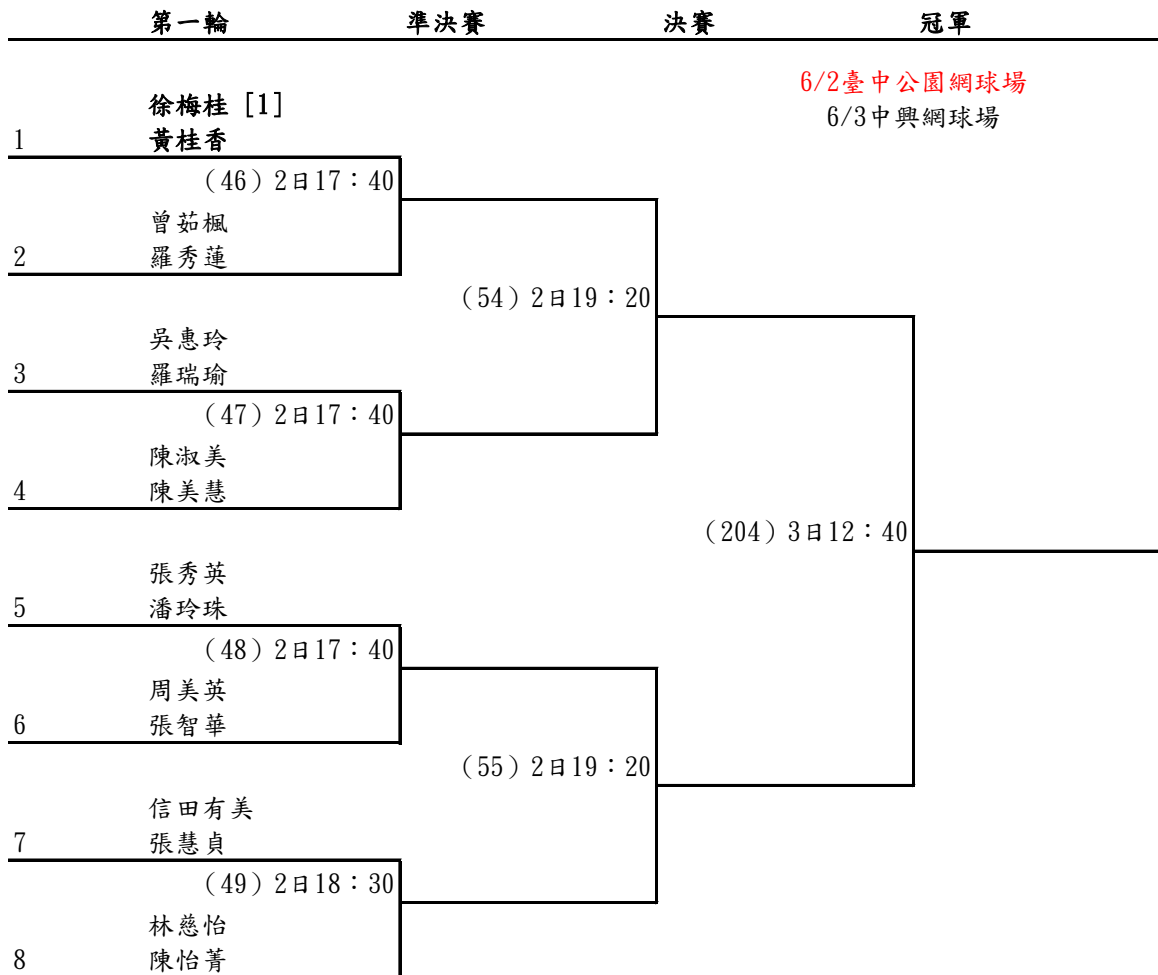 第一輪 準決賽 決賽 冠軍
6/2臺中公園網球場
徐梅桂 [1]
6/3中興網球場
1 黃桂香
(46) 2日17：40
曾茹楓
2 羅秀蓮
(54) 2日19：20
吳惠玲
3 羅瑞瑜
(47) 2日17：40
陳淑美
4 陳美慧
(204) 3日12：40
張秀英
5 潘玲珠
(48) 2日17：40
周美英
6 張智華
(55) 2日19：20
信田有美
7 張慧貞
(49) 2日18：30
林慈怡
8 陳怡菁